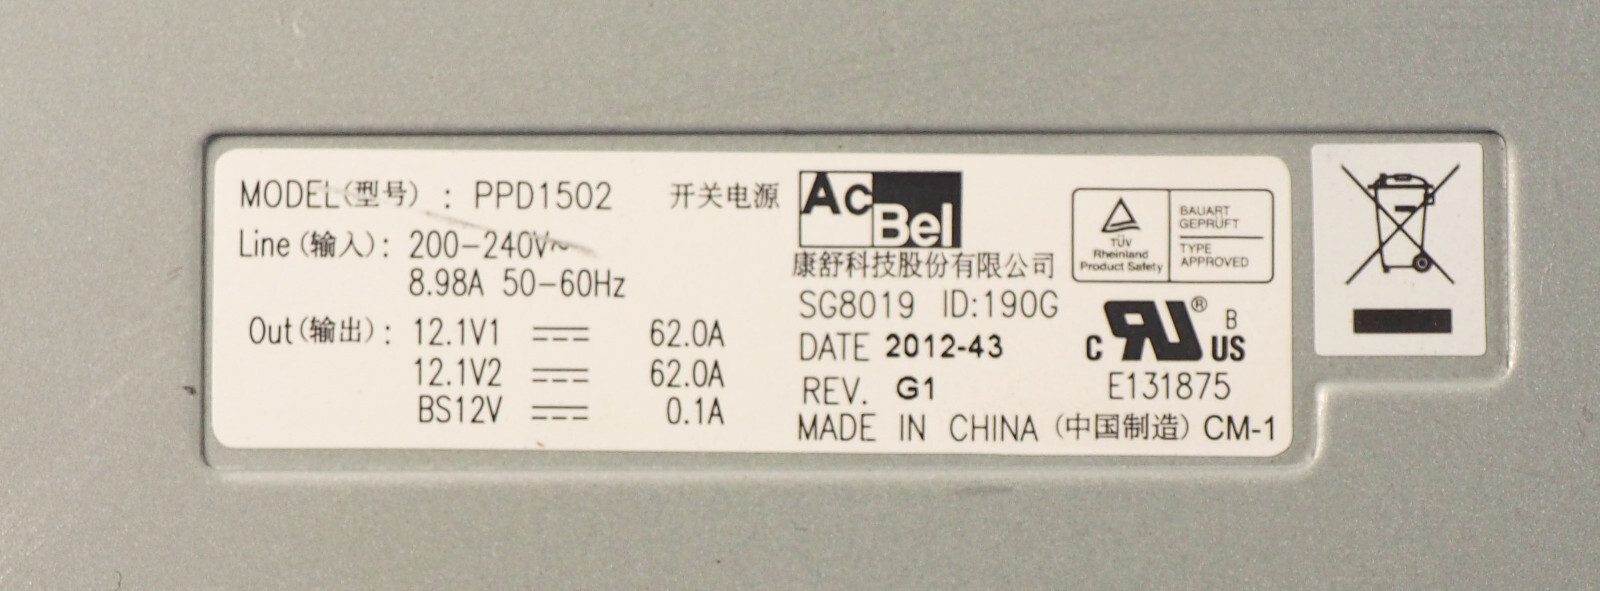 MODEL(型号) : PPD1502 开关电源
Line (输入) : 200-240V~
8.98A 50-60Hz
Out (输出) : 12.1V1 62.0A
12.1V2 62.0A
BS12V 0.1A
AcBel
康舒科技股份有限公司
SG8019 ID:190G
DATE 2012-43
REV. G1
MADE IN CHINA (中国制造) CM-1
TÜV
Rheinland
Product Safety
BAUART
GEPRÜFT
TYPE
APPROVED
C RU ® US B
E131875